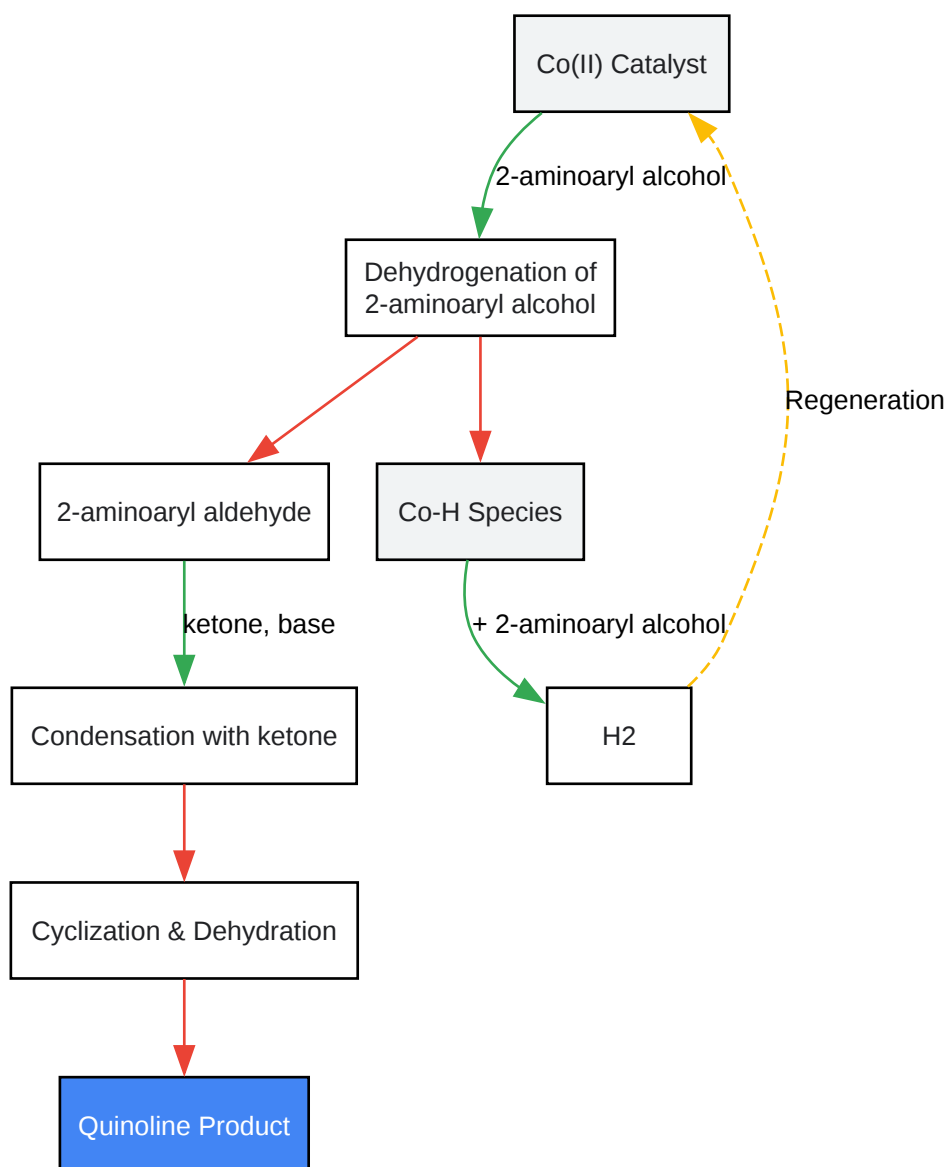 Co(II) Catalyst
2-aminoaryl alcohol
Dehydrogenation of
2-aminoaryl alcohol
Regeneration
2-aminoaryl aldehyde
Co-H Species
ketone, base
+ 2-aminoaryl alcohol
Condensation with ketone
H2
Cyclization & Dehydration
Quinoline Product